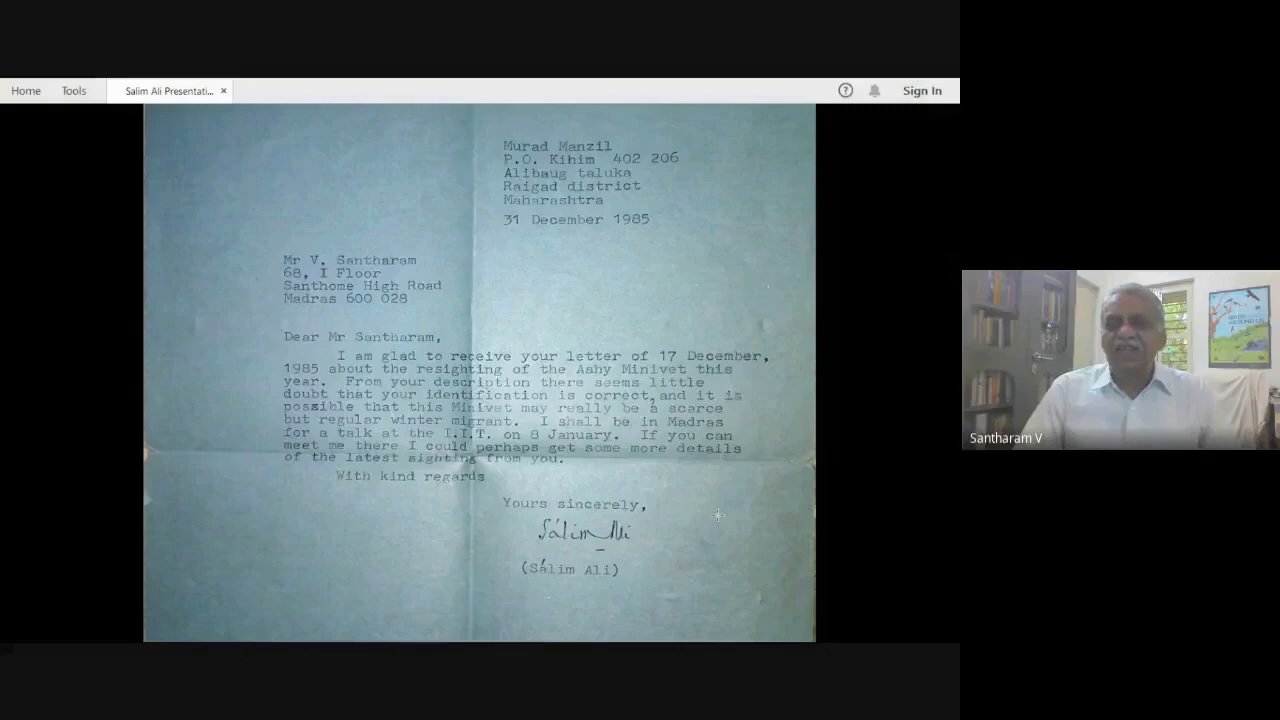 Home Tools Salim Ali Presentati... × ? Sign In
Murad Manzil
P.O. Kihim 402 206
Alibaug taluka
Raigad district
Maharashtra
31 December 1985
Mr V. Santharam
68, I Floor
Santhome High Road
Madras 600 028
Dear Mr Santharam,
I am glad to receive your letter of 17 December,
1985 about the resighting of the Ashy Minivet this
year. From your description there seems little
doubt that your identification is correct, and it is
possible that this Minivet may really be a scarce
but regular winter migrant. I shall be in Madras
for a talk at the I.I.T. on 8 January. If you can
meet me there I could perhaps get some more details
of the latest sighting from you.
With kind regards
Yours sincerely,
Sálim Ali
(Sálim Ali)
BIRDS
AROUND US
Santharam V